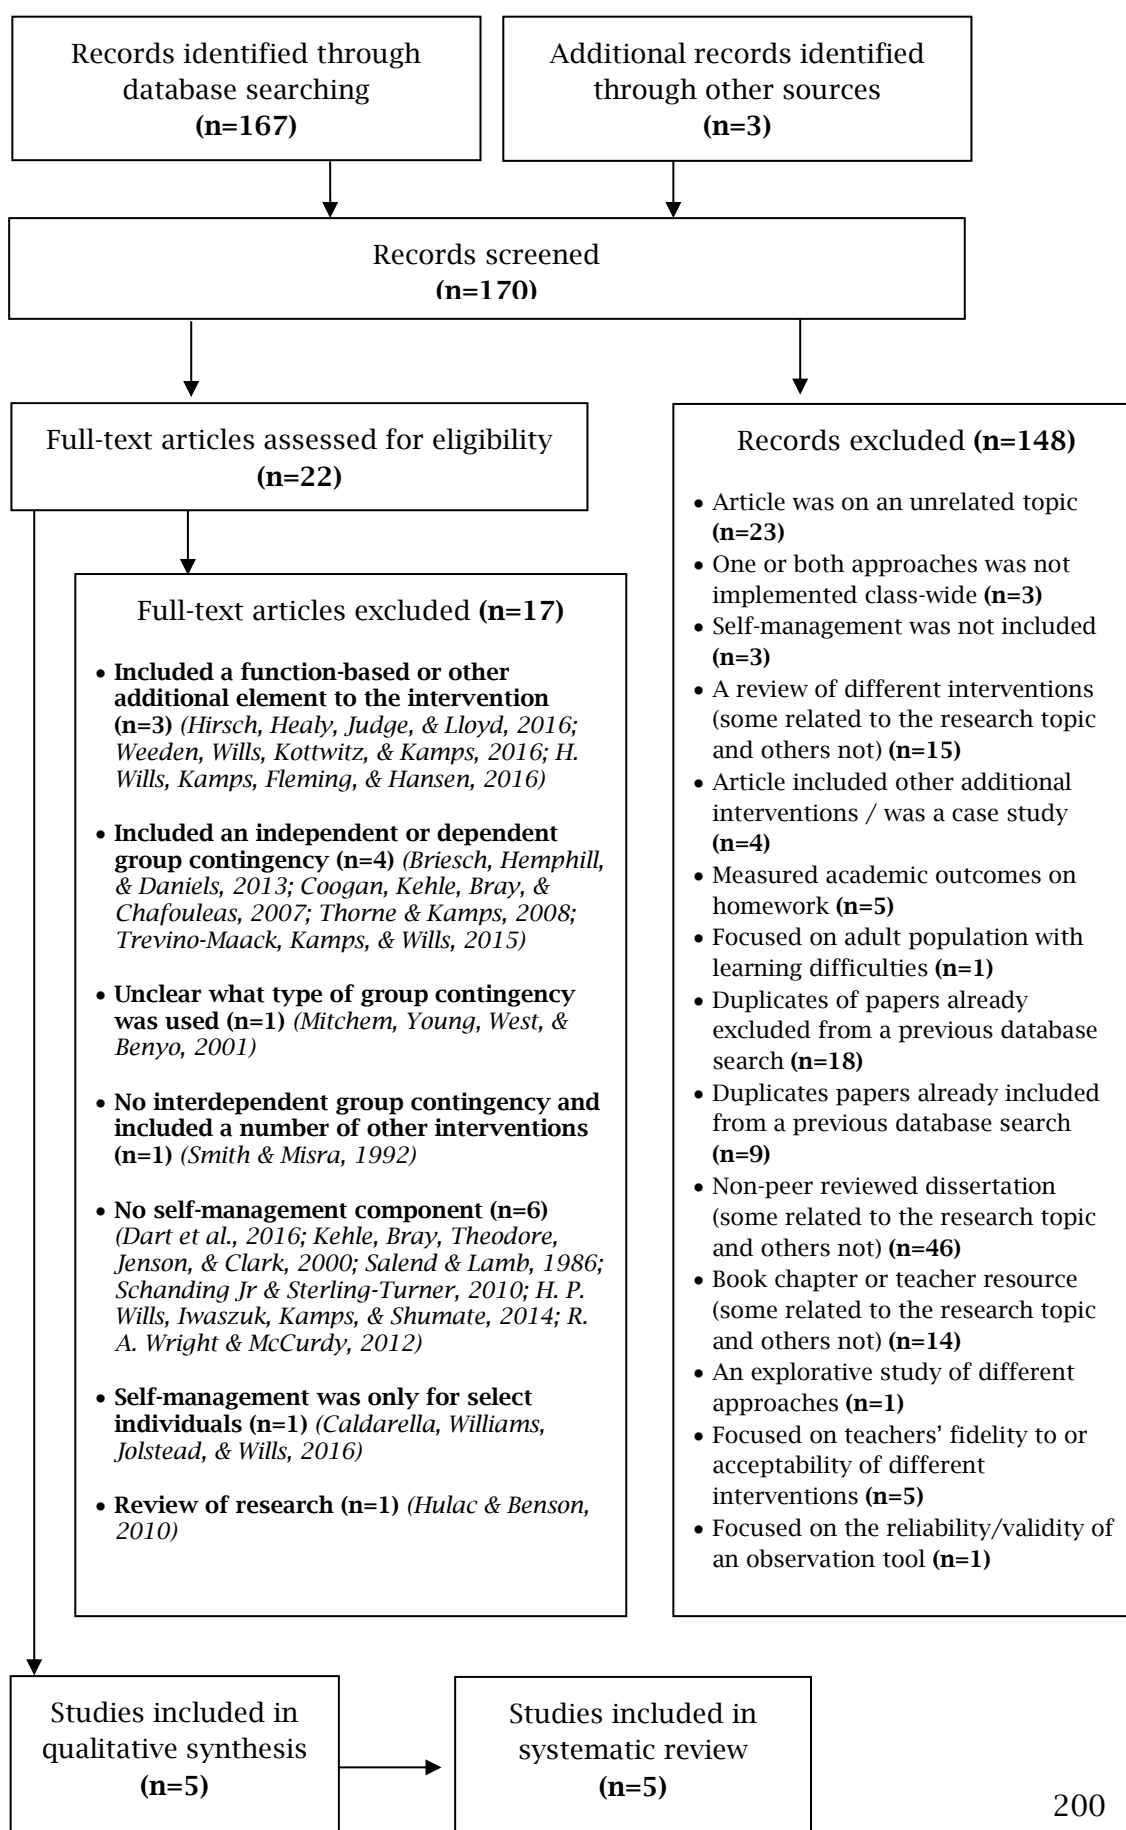 Records identified through
database searching
(n=167)
Additional records identified
through other sources
(n=3)
Records screened
(n=170)
Full-text articles assessed for eligibility
(n=22)
Records excluded (n=148)
• Article was on an unrelated topic
(n=23)
• One or both approaches was not
implemented class-wide (n=3)
• Self-management was not included
(n=3)
• A review of different interventions
(some related to the research topic
and others not) (n=15)
• Article included other additional
interventions / was a case study
(n=4)
• Measured academic outcomes on
homework (n=5)
• Focused on adult population with
learning difficulties (n=1)
• Duplicates of papers already
excluded from a previous database
search (n=18)
• Duplicates papers already included
from a previous database search
(n=9)
• Non-peer reviewed dissertation
(some related to the research topic
and others not) (n=46)
• Book chapter or teacher resource
(some related to the research topic
and others not) (n=14)
• An explorative study of different
approaches (n=1)
• Focused on teachers’ fidelity to or
acceptability of different
interventions (n=5)
• Focused on the reliability/validity of
an observation tool (n=1)
Full-text articles excluded (n=17)
• Included a function-based or other
additional element to the intervention
(n=3) (Hirsch, Healy, Judge, & Lloyd, 2016;
Weeden, Wills, Kottwitz, & Kamps, 2016; H.
Wills, Kamps, Fleming, & Hansen, 2016)
• Included an independent or dependent
group contingency (n=4) (Briesch, Hemphill,
& Daniels, 2013; Coogan, Kehle, Bray, &
Chafouleas, 2007; Thorne & Kamps, 2008;
Trevino-Maack, Kamps, & Wills, 2015)
• Unclear what type of group contingency
was used (n=1) (Mitchem, Young, West, &
Benyo, 2001)
• No interdependent group contingency and
included a number of other interventions
(n=1) (Smith & Misra, 1992)
• No self-management component (n=6)
(Dart et al., 2016; Kehle, Bray, Theodore,
Jenson, & Clark, 2000; Salend & Lamb, 1986;
Schanding Jr & Sterling-Turner, 2010; H. P.
Wills, Iwaszuk, Kamps, & Shumate, 2014; R.
A. Wright & McCurdy, 2012)
• Self-management was only for select
individuals (n=1) (Caldarella, Williams,
Jolstead, & Wills, 2016)
• Review of research (n=1) (Hulac & Benson,
2010)
Studies included in
qualitative synthesis
(n=5)
Studies included in
systematic review
(n=5)
200